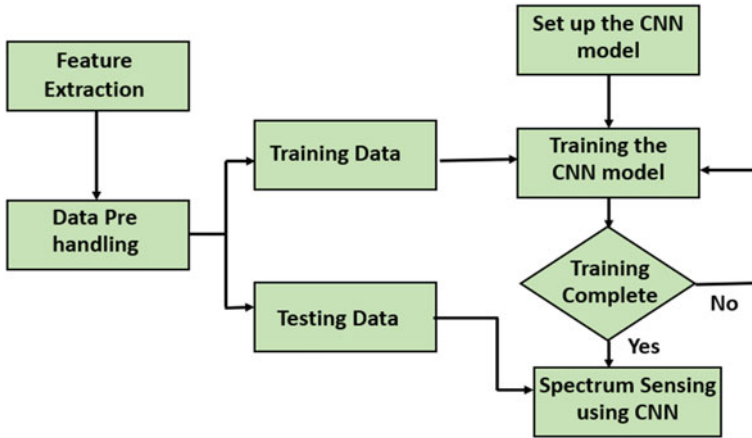 Feature
Extraction
Data Pre
handling
Training Data
Testing Data
Set up the CNN
model
Training the
CNN model
Training
Complete
No
Yes
Spectrum Sensing
using CNN